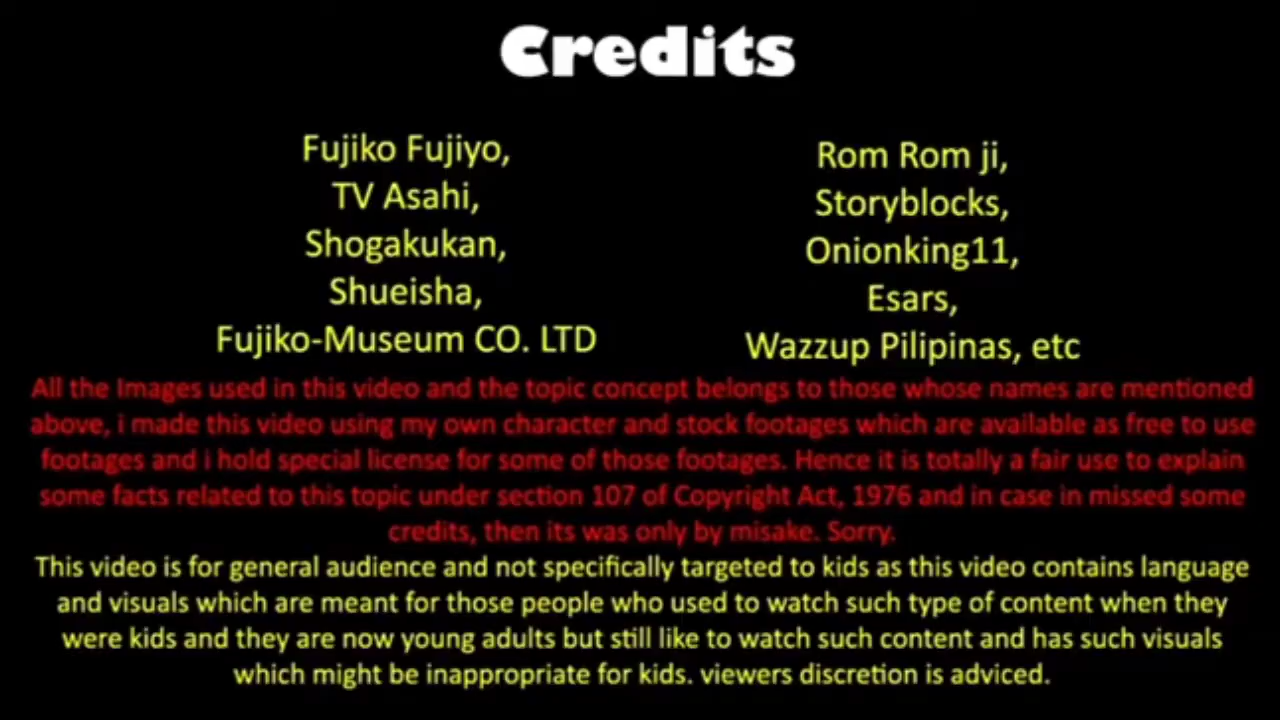 Credits
Fujiko Fujiyo,
TV Asahi,
Shogakukan,
Shueisha,
Fujiko-Museum CO. LTD
Rom Rom ji,
Storyblocks,
Onionking11,
Esars,
Wazzup Pilipinas, etc
All the Images used in this video and the topic concept belongs to those whose names are mentioned
above, i made this video using my own character and stock footages which are available as free to use
footages and i hold special license for some of those footages. Hence it is totally a fair use to explain
some facts related to this topic under section 107 of Copyright Act, 1976 and in case in missed some
credits, then its was only by misake. Sorry.
This video is for general audience and not specifically targeted to kids as this video contains language
and visuals which are meant for those people who used to watch such type of content when they
were kids and they are now young adults but still like to watch such content and has such visuals
which might be inappropriate for kids. viewers discretion is adviced.